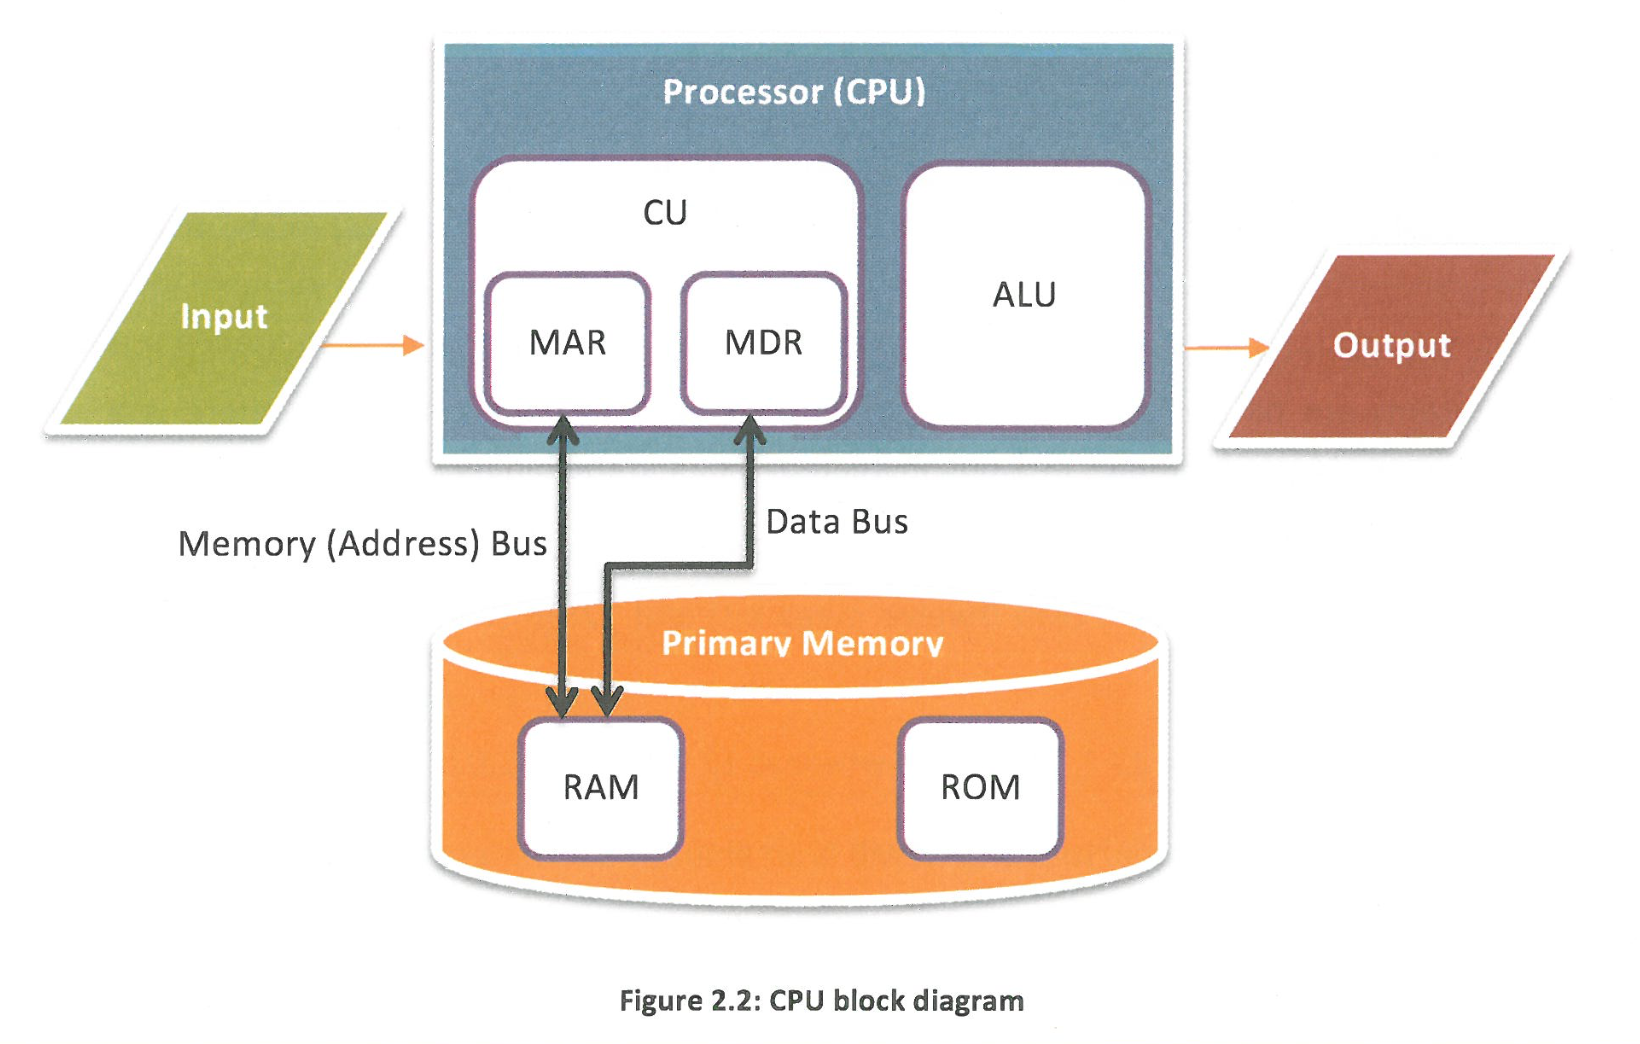 Processor (CPU)
CU
Input
MAR
MDR
ALU
Output
Memory (Address) Bus
Data Bus
Primary Memory
RAM
ROM
Figure 2.2: CPU block diagram